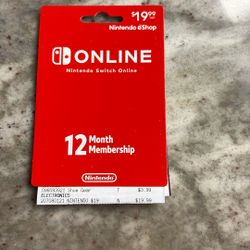 $19.99
Nintendo eShop
ONLINE
Nintendo Switch Online
12 Month
Membership
Nintendo
Shoe Gear T $3.99
ELECTRONICS
207080121 NINTENDO $19 N $19.99